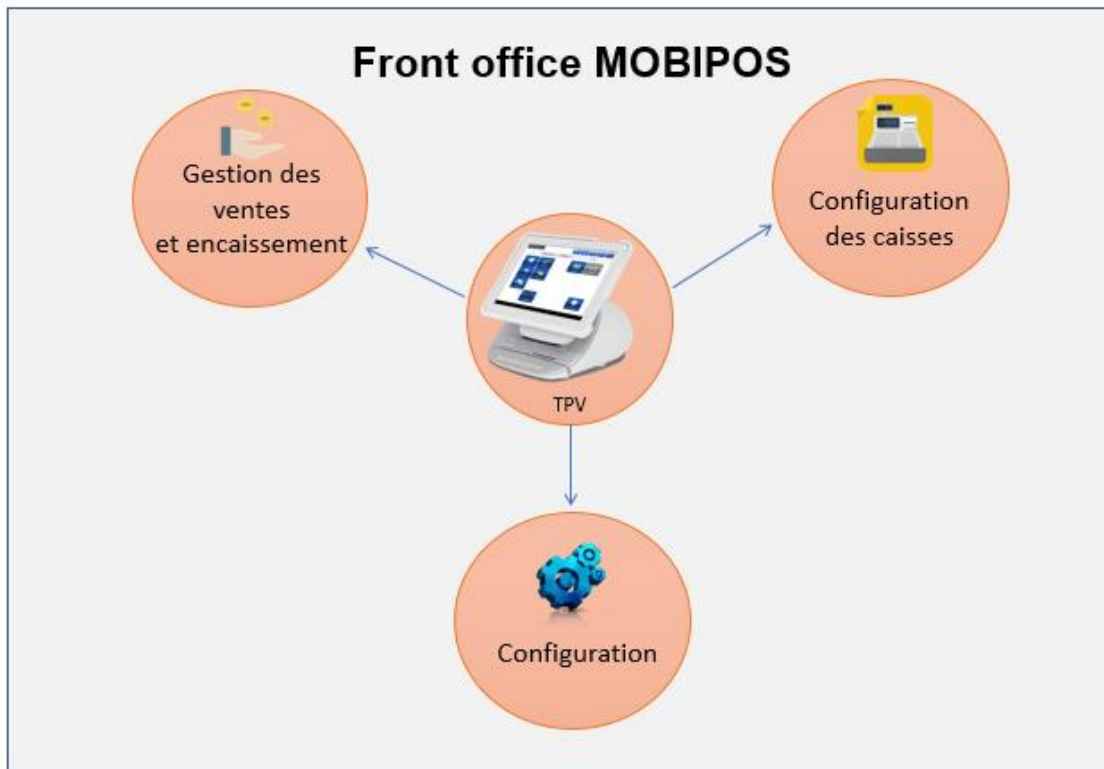 Front office MOBIPOS
Gestion des
ventes
et encaissement
Configuration
des caisses
TPV
Configuration